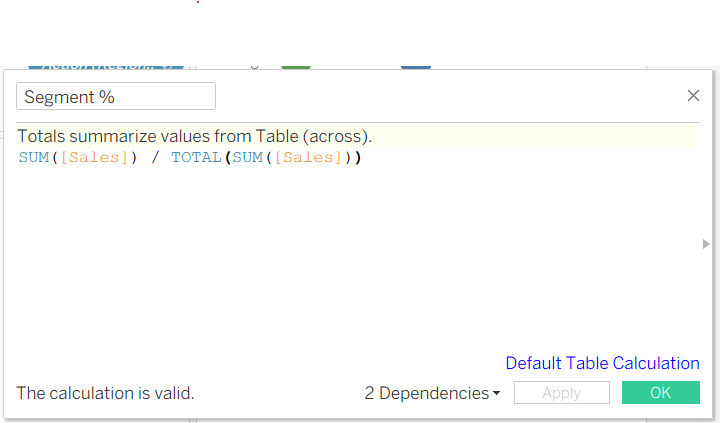 Segment %
Totals summarize values from Table (across).
SUM([Sales]) / TOTAL(SUM([Sales]))
Default Table Calculation
The calculation is valid.
2 Dependencies
Apply
OK